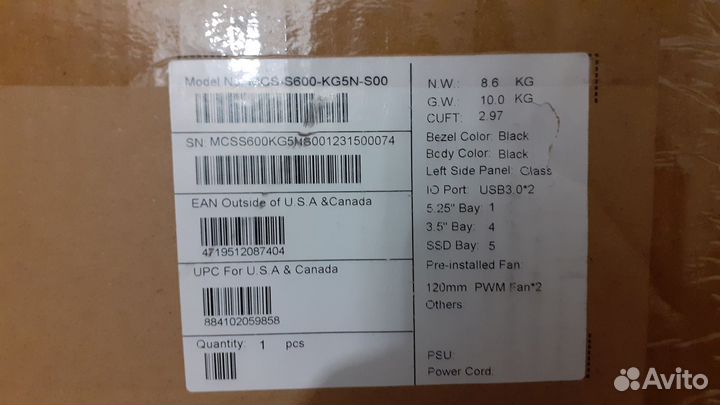 Model No: MCS-S600-KG5N-S00
SN: MCSS600KG5NS001231500074
EAN Outside of U.S.A & Canada
4719512087404
UPC For U.S.A & Canada
884102059858
Quantity: 1 pcs
N.W.: 8.6 KG
G.W.: 10.0 KG
CUFT: 2.97
Bezel Color: Black
Body Color: Black
Left Side Panel: Glass
IO Port: USB3.0*2
5.25" Bay: 1
3.5" Bay: 4
SSD Bay: 5
Pre-installed Fan:
120mm PWM Fan*2
Others
PSU:
Power Cord:
Avito